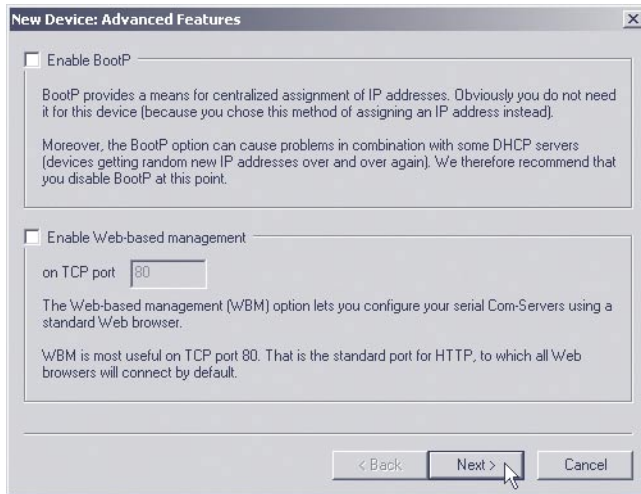 New Device: Advanced Features
Enable BootP
BootP provides a means for centralized assignment of IP addresses. Obviously you do not need
it for this device (because you chose this method of assigning an IP address instead).
Moreover, the BootP option can cause problems in combination with some DHCP servers
(devices getting random new IP addresses over and over again). We therefore recommend that
you disable BootP at this point.
Enable Web-based management
on TCP port 80
The Web-based management (WBM) option lets you configure your serial Com-Servers using a
standard Web browser.
WBM is most useful on TCP port 80. That is the standard port for HTTP, to which all Web
browsers will connect by default.
< Back Next > Cancel